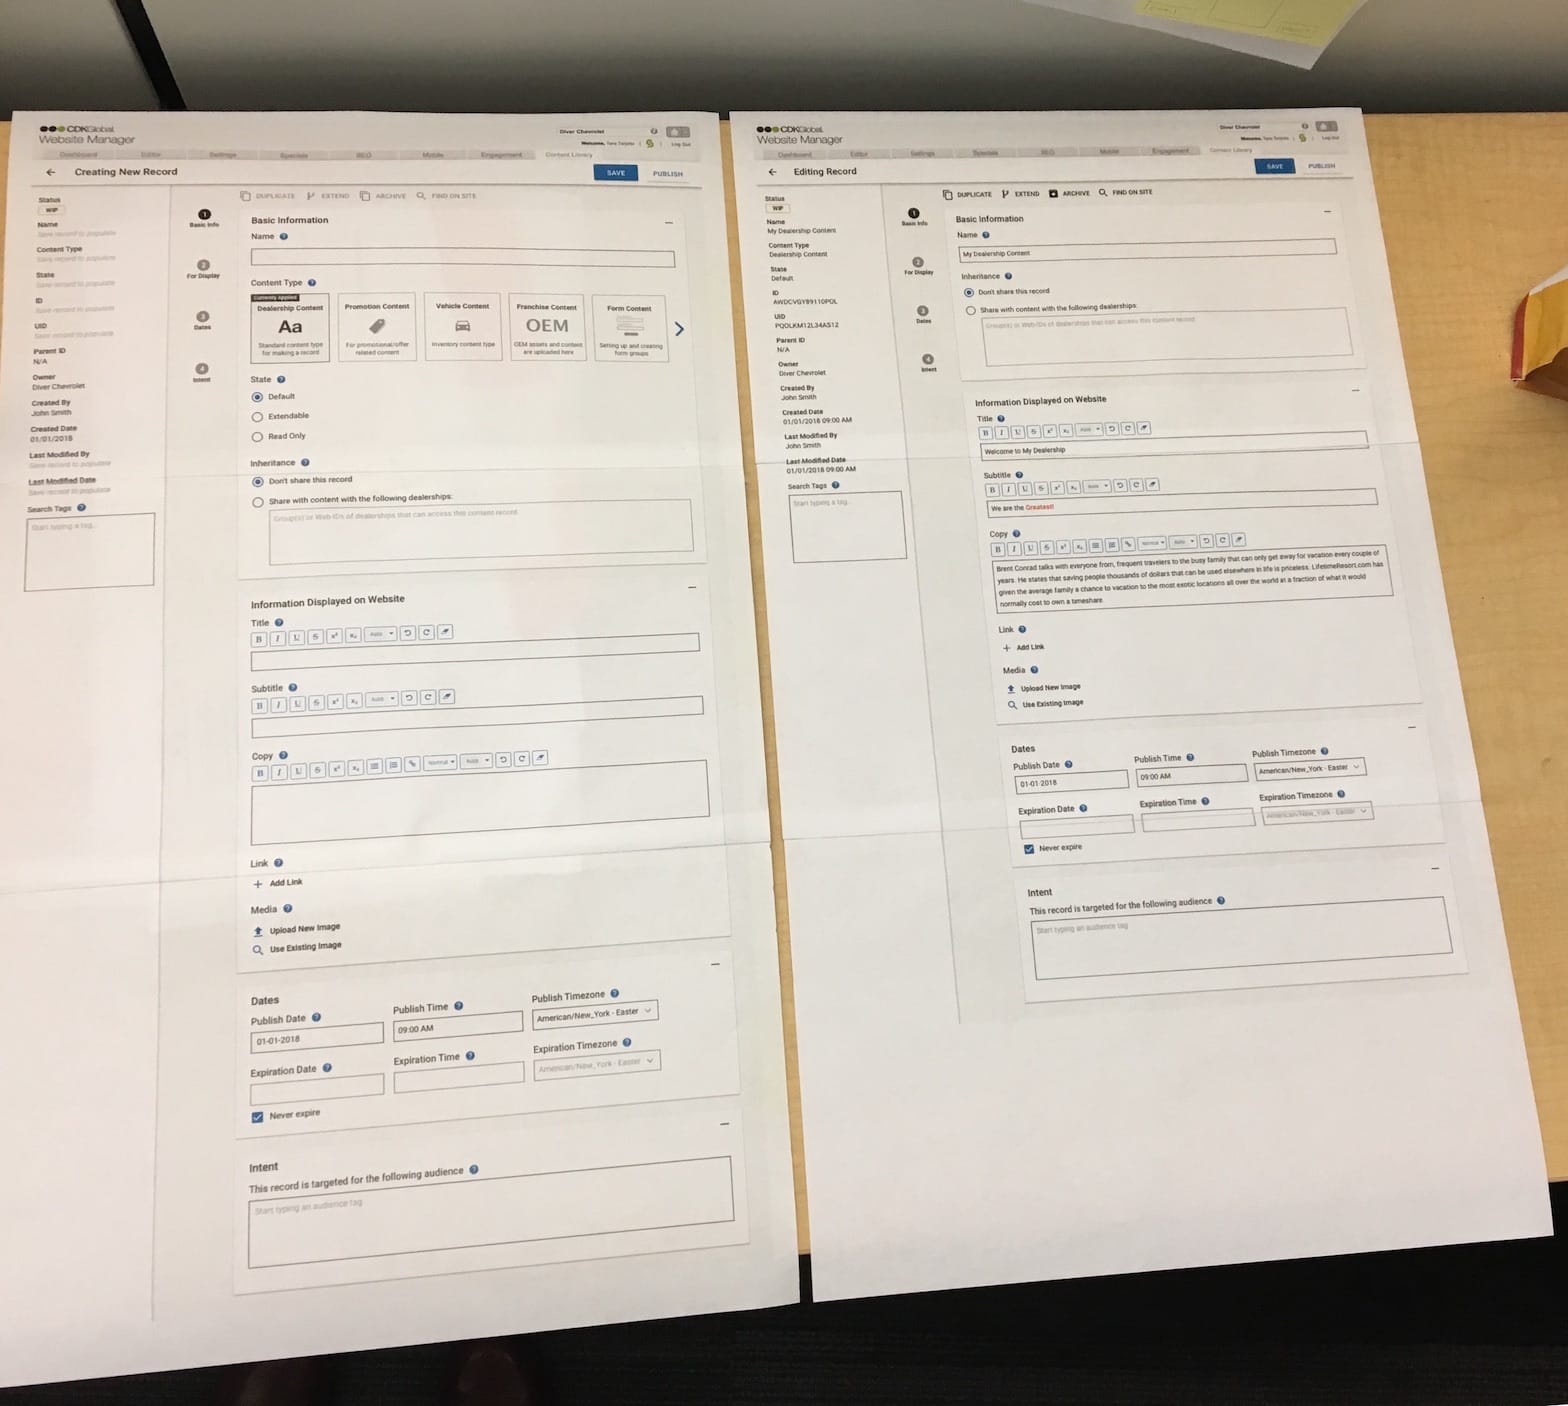 CDKGlobal
Website Manager
Diver Chevrolet
Welcome, Tara Tarjoto
Log Out
Dashboard Editor Settings Specials SEO Mobile Engagement Content Library
Creating New Record
SAVE
PUBLISH
DUPLICATE EXTEND ARCHIVE FIND ON SITE
Status
WIP
Name
Save record to populate
Content Type
Save record to populate
State
Save record to populate
ID
Save record to populate
UID
Save record to populate
Parent ID
N/A
Owner
Diver Chevrolet
Created By
John Smith
Created Date
01/01/2018
Last Modified By
Save record to populate
Last Modified Date
Save record to populate
Search Tags
Start typing a tag...
1
Basic Info
2
For Display
3
Dates
4
Intent
Basic Information
Name
Content Type
Currently Applied
Dealership Content
Aa
Standard content type
for making a record
Promotion Content
For promotional/offer
related content
Vehicle Content
Inventory content type
Franchise Content
OEM
OEM assets and content
are uploaded here
Form Content
Setting up and creating
form groups
State
Default
Extendable
Read Only
Inheritance
Don't share this record
Share with content with the following dealerships:
Group(s) or Web-IDs of dealerships that can access this content record
Information Displayed on Website
Title
B I U S x² x₂ Auto
Subtitle
B I U S x² x₂ Auto
Copy
B I U S x² x₂ Normal Auto
Link
+ Add Link
Media
Upload New Image
Use Existing Image
Dates
Publish Date Publish Time Publish Timezone
01-01-2018 09:00 AM American/New_York - Easter
Expiration Date Expiration Time Expiration Timezone
American/New_York - Easter
Never expire
Intent
This record is targeted for the following audience
Start typing an audience tag
CDKGlobal
Website Manager
Diver Chevrolet
Welcome, Tara Tarjoto
Log Out
Dashboard Editor Settings Specials SEO Mobile Engagement Content Library
Editing Record
SAVE
PUBLISH
DUPLICATE EXTEND ARCHIVE FIND ON SITE
Status
WIP
Name
My Dealership Content
Content Type
Dealership Content
State
Default
ID
AWDCVGYB9110POL
UID
PQOLKM12L34AS12
Parent ID
N/A
Owner
Diver Chevrolet
Created By
John Smith
Created Date
01/01/2018 09:00 AM
Last Modified By
John Smith
Last Modified Date
01/01/2018 09:00 AM
Search Tags
Start typing a tag...
1
Basic Info
2
For Display
3
Dates
4
Intent
Basic Information
Name
My Dealership Content
Inheritance
Don't share this record
Share with content with the following dealerships:
Group(s) or Web-IDs of dealerships that can access this content record
Information Displayed on Website
Title
B I U S x² x₂ Auto
Welcome to My Dealership
Subtitle
B I U S x² x₂ Auto
We are the Greatest!
Copy
B I U S x² x₂ Normal Auto
Brent Conrad talks with everyone from, frequent travelers to the busy family that can only get away for vacation every couple of
years. He states that saving people thousands of dollars that can be used elsewhere in life is priceless. LifetimeResort.com has
given the average family a chance to vacation to the most exotic locations all over the world at a fraction of what it would
normally cost to own a timeshare.
Link
+ Add Link
Media
Upload New Image
Use Existing Image
Dates
Publish Date Publish Time Publish Timezone
01-01-2018 09:00 AM American/New_York - Easter
Expiration Date Expiration Time Expiration Timezone
American/New_York - Easter
Never expire
Intent
This record is targeted for the following audience
Start typing an audience tag